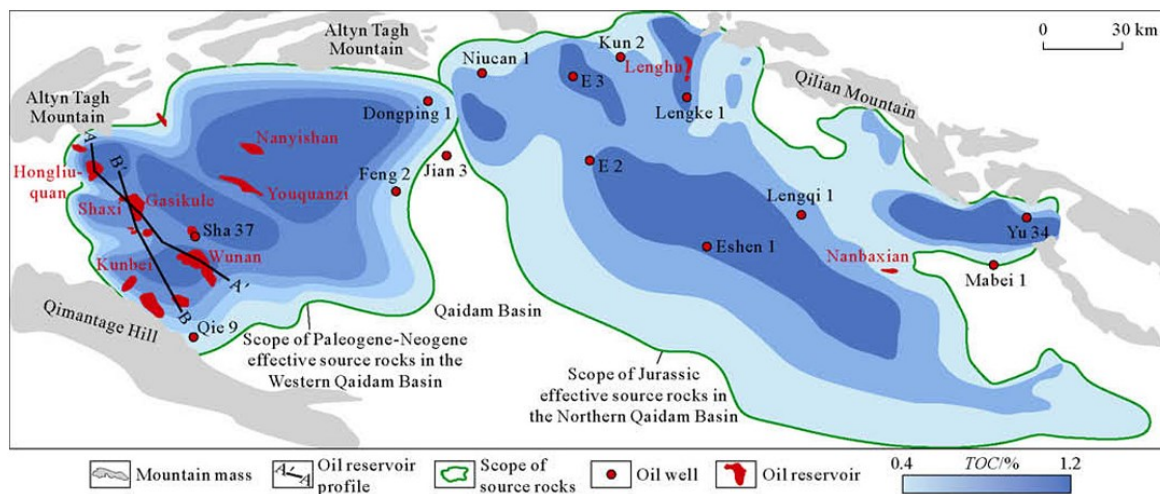 Altyn Tagh
Mountain
Kun 2
0 30 km
Niucan 1
Lenghu
E 3
Qilian Mountain
Altyn Tagh
Mountain
Dongping 1
Lengke 1
A
B'
Nanyishan
Jian 3
E 2
Hongliu-
quan
Feng 2
Youquanzi
Gasikule
Lengqi 1
Shaxi
Sha 37
Yu 34
Eshen 1
Wunan
Nanbaxian
Kunbei
Mabei 1
A'
B
Qaidam Basin
Qimantage Hill
Qie 9
Scope of Paleogene-Neogene
effective source rocks in the
Western Qaidam Basin
Scope of Jurassic
effective source rocks in
the Northern Qaidam Basin
Mountain mass
A' A
Oil reservoir
profile
Scope of
source rocks
Oil well
Oil reservoir
0.4 TOC/% 1.2